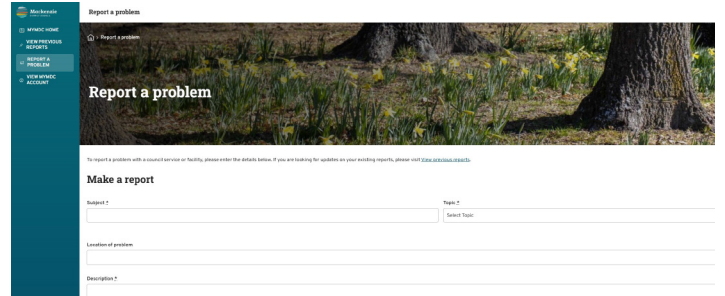 Mackenzie
Report a problem
MYMDC HOME
VIEW PREVIOUS
REPORTS
REPORT A
PROBLEM
VIEW MYMDC
ACCOUNT
> Report a problem
Report a problem
To report a problem with a council service or facility, please enter the details below. If you are looking for updates on your existing reports, please visit View previous reports.
Make a report
Subject *
Topic *
Select Topic
Location of problem
Description *